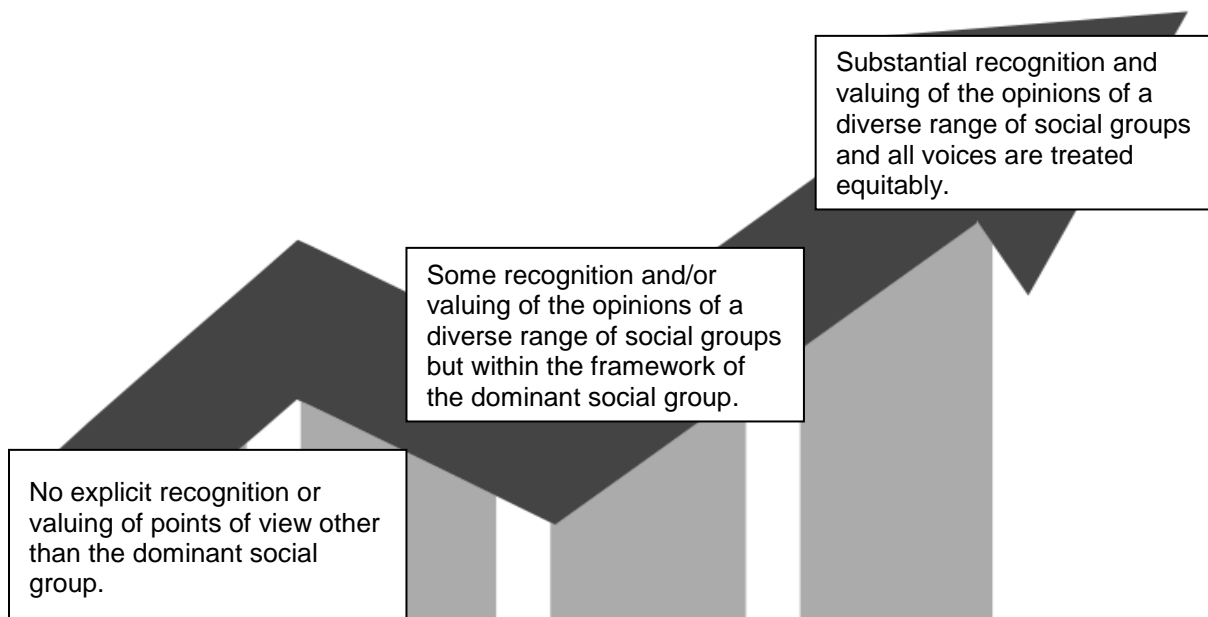 Substantial recognition and
valuing of the opinions of a
diverse range of social groups
and all voices are treated
equitably.
Some recognition and/or
valuing of the opinions of a
diverse range of social groups
but within the framework of
the dominant social group.
No explicit recognition or
valuing of points of view other
than the dominant social
group.